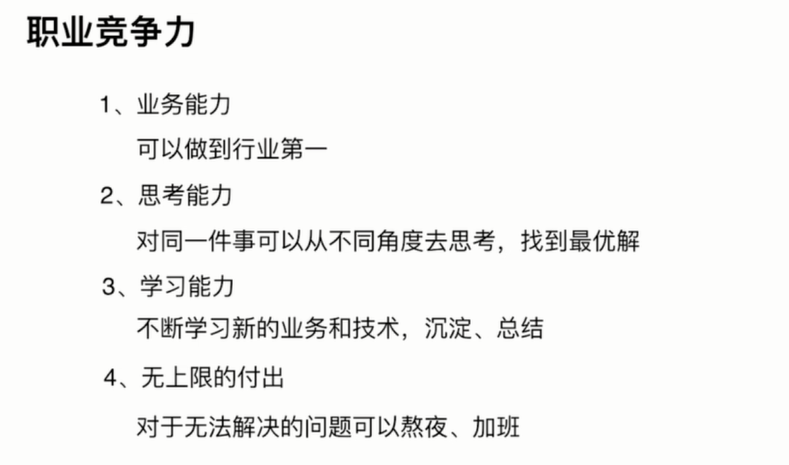 职业竞争力
1、业务能力
可以做到行业第一
2、思考能力
对同一件事可以从不同角度去思考，找到最优解
3、学习能力
不断学习新的业务和技术，沉淀、总结
4、无上限的付出
对于无法解决的问题可以熬夜、加班